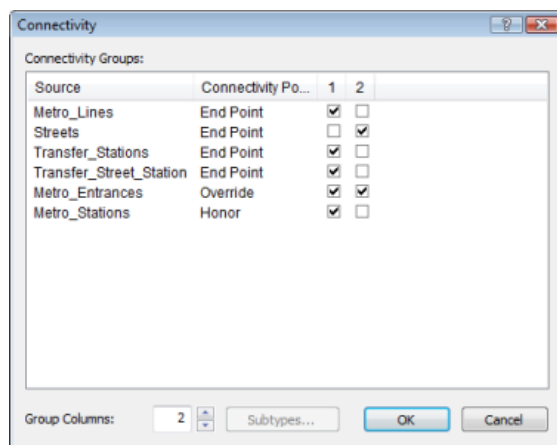 Connectivity
Connectivity Groups:
Source Connectivity Po... 1 2
Metro_Lines End Point
Streets End Point
Transfer_Stations End Point
Transfer_Street_Station End Point
Metro_Entrances Override
Metro_Stations Honor
Group Columns: 2 Subtypes... OK Cancel